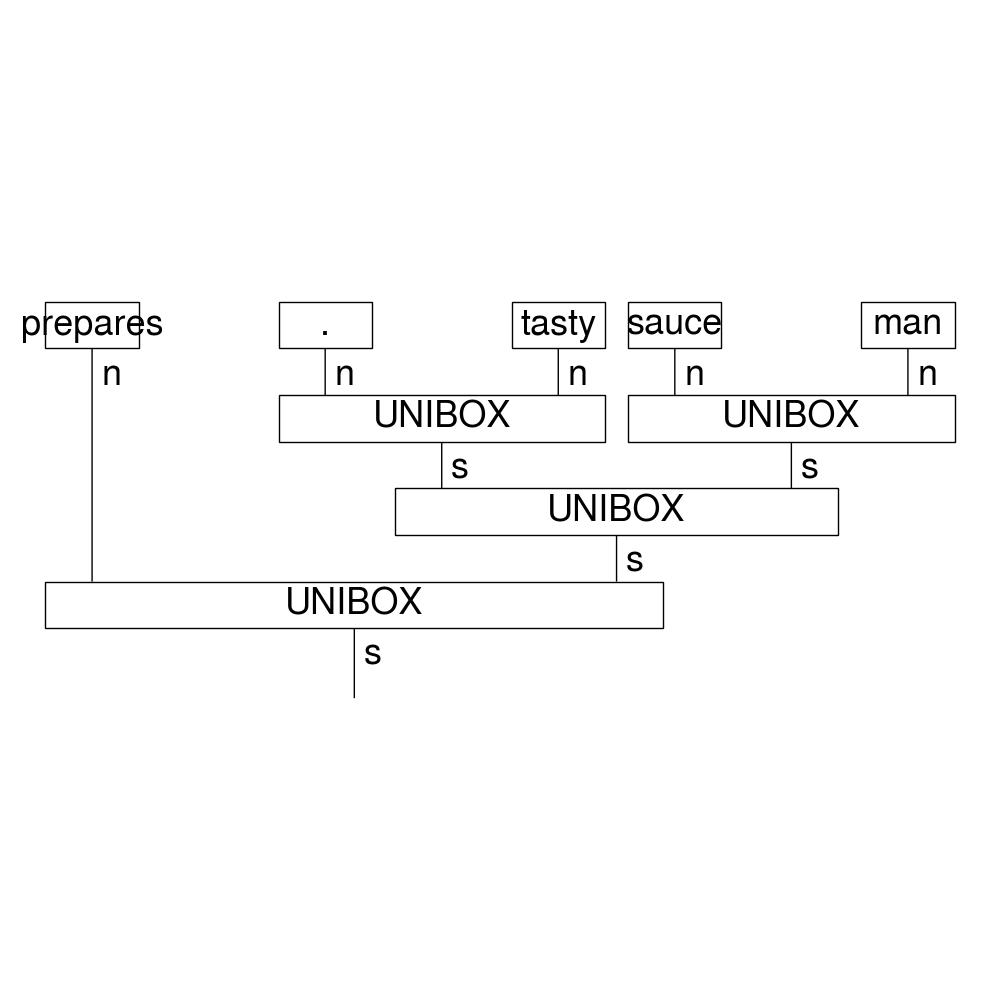 prepares . tasty sauce man
n n n n n
UNIBOX UNIBOX
s s
UNIBOX
s
UNIBOX
s